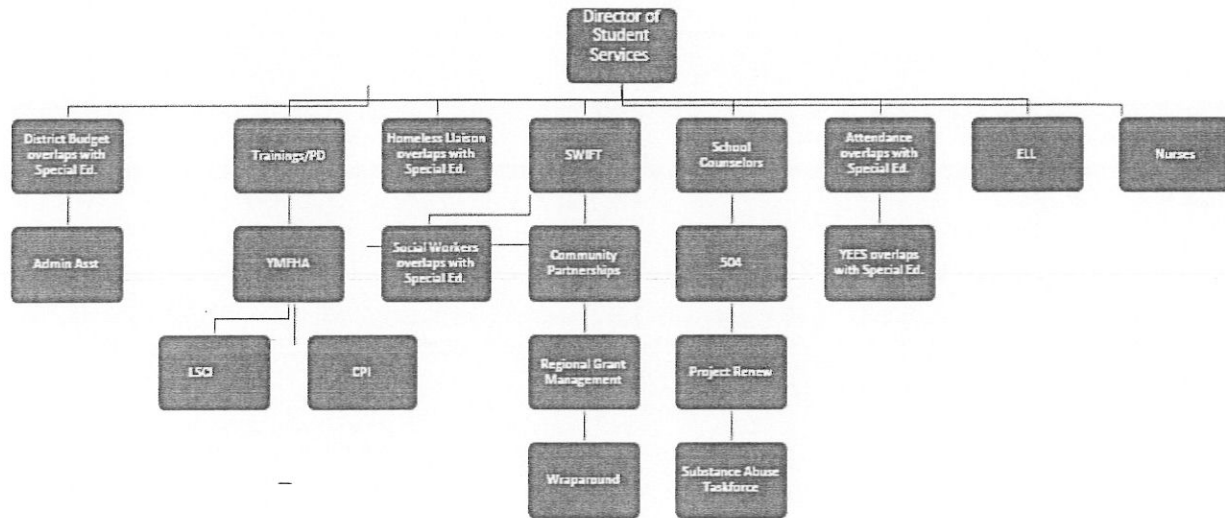 Director of
Student
Services
District Budget
overlaps with
Special Ed.
Trainings/PD
Homeless Liaison
overlaps with
Special Ed.
SWIFT
School
Counselors
Attendance
overlaps with
Special Ed.
ELL
Nurses
Admin Asst
YMFHA
Social Workers
overlaps with
Special Ed.
Community
Partnerships
504
YEES overlaps
with Special Ed.
LSCI
CPI
Regional Grant
Management
Project Renew
Wraparound
Substance Abuse
Taskforce